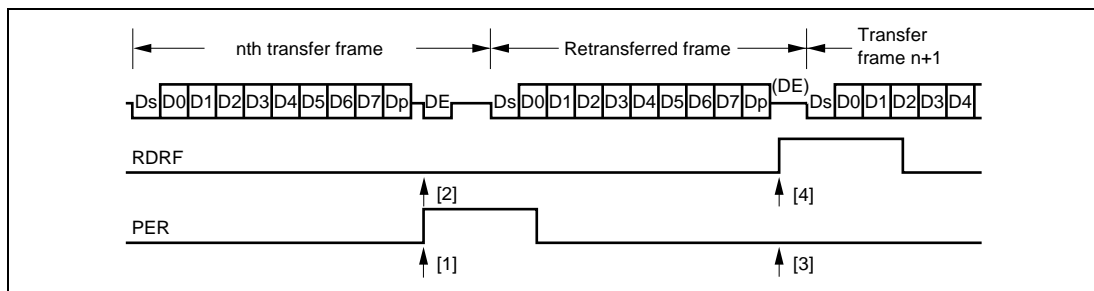 nth transfer frame
Retransferred frame
Transfer
frame n+1
Ds D0 D1 D2 D3 D4 D5 D6 D7 Dp DE Ds D0 D1 D2 D3 D4 D5 D6 D7 Dp (DE) Ds D0 D1 D2 D3 D4
RDRF
[2] [4]
PER
[1] [3]